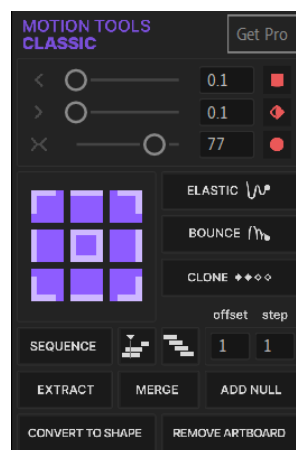 MOTION TOOLS
CLASSIC
Get Pro
0.1
0.1
77
ELASTIC
BOUNCE
CLONE
offset step
SEQUENCE
1 1
EXTRACT MERGE ADD NULL
CONVERT TO SHAPE REMOVE ARTBOARD